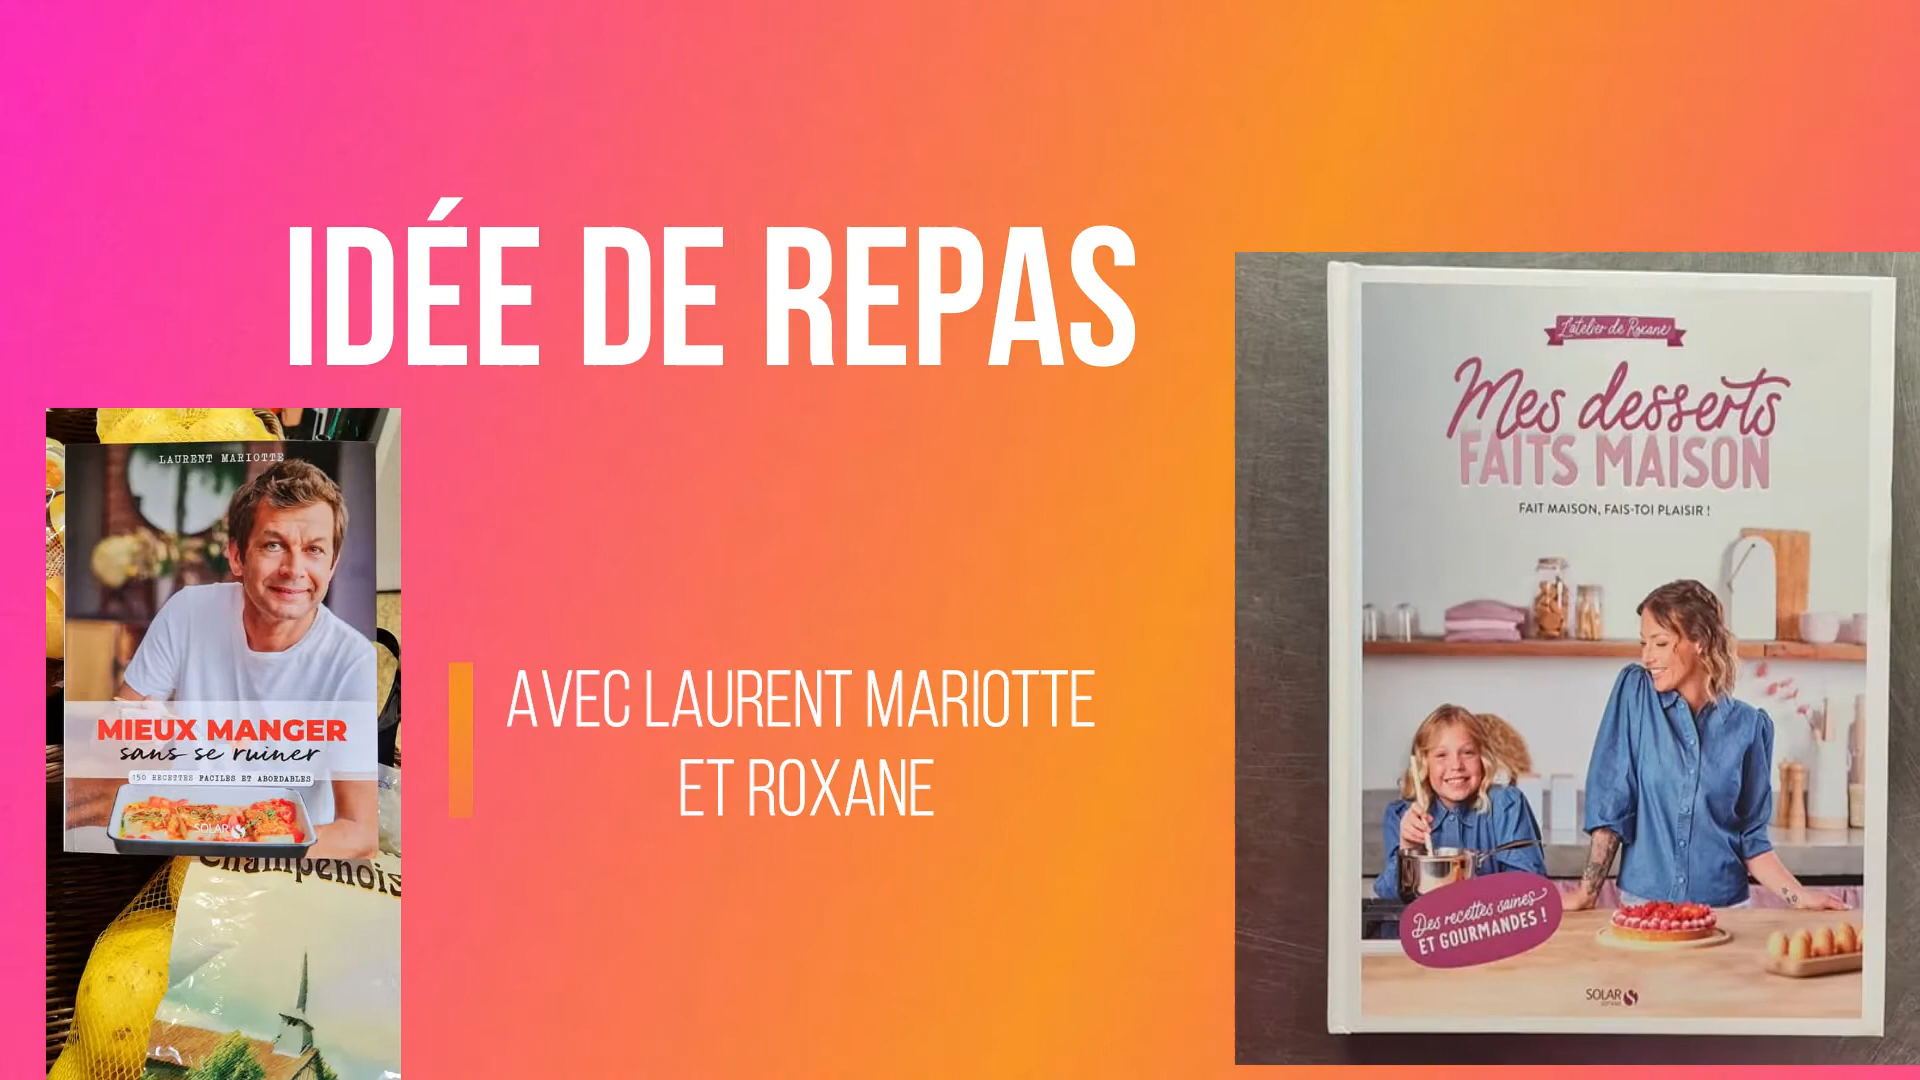 IDÉE DE REPAS
LAURENT MARIOTTE
MIEUX MANGER
sans se ruiner
150 RECETTES FACILES ET ABORDABLES
SOLAR
Champenois
AVEC LAURENT MARIOTTE
ET ROXANE
L'atelier de Roxane
Mes desserts
FAITS MAISON
FAIT MAISON, FAIS-TOI PLAISIR !
Des recettes saines
ET GOURMANDES !
SOLAR